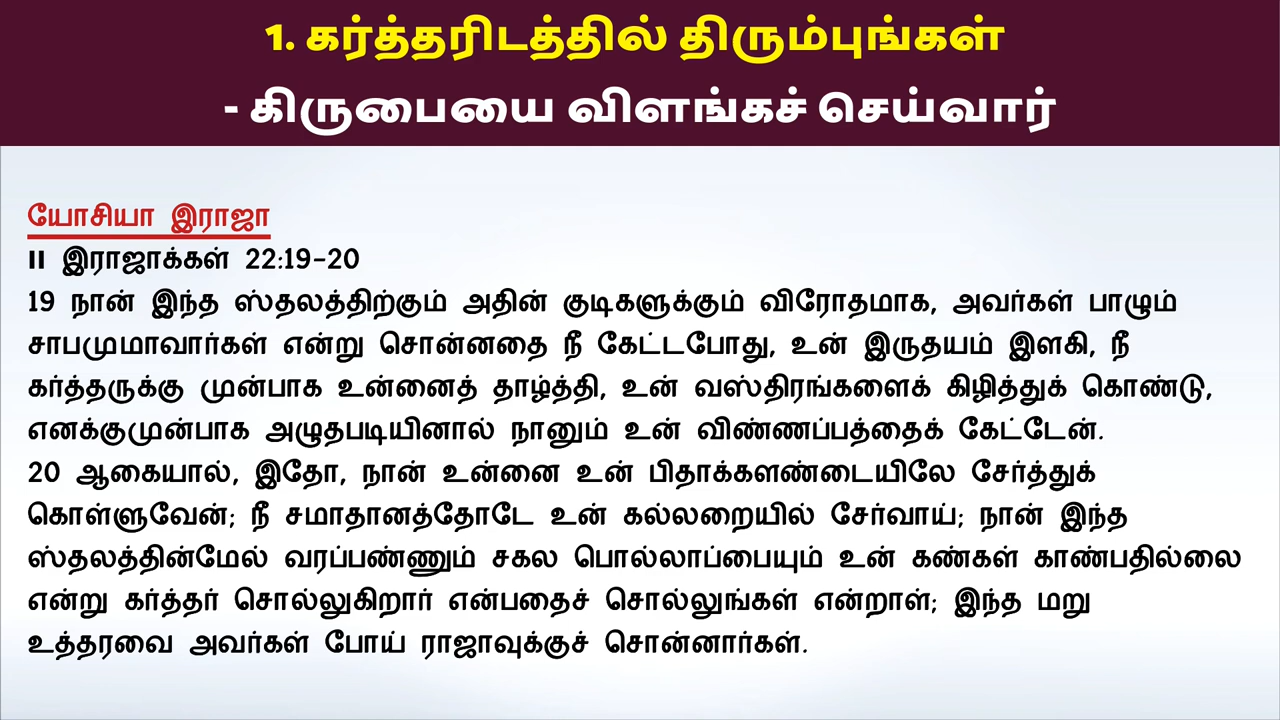 1. கர்த்தரிடத்தில் திரும்புங்கள்
- கிருபையை விளங்கச் செய்வார்
யோசியா இராஜா
II இராஜாக்கள் 22:19-20
19 நான் இந்த ஸ்தலத்திற்கும் அதின் குடிகளுக்கும் விரோதமாக, அவர்கள் பாழும்
சாபமுமாவார்கள் என்று சொன்னதை நீ கேட்டபோது, உன் இருதயம் இளகி, நீ
கர்த்தருக்கு முன்பாக உன்னைத் தாழ்த்தி, உன் வஸ்திரங்களைக் கிழித்துக் கொண்டு,
எனக்குமுன்பாக அழுதபடியினால் நானும் உன் விண்ணப்பத்தைக் கேட்டேன்.
20 ஆகையால், இதோ, நான் உன்னை உன் பிதாக்களண்டையிலே சேர்த்துக்
கொள்ளுவேன்; நீ சமாதானத்தோடே உன் கல்லறையில் சேர்வாய்; நான் இந்த
ஸ்தலத்தின்மேல் வரப்பண்ணும் சகல பொல்லாப்பையும் உன் கண்கள் காண்பதில்லை
என்று கர்த்தர் சொல்லுகிறார் என்பதைச் சொல்லுங்கள் என்றாள்; இந்த மறு
உத்தரவை அவர்கள் போய் ராஜாவுக்குச் சொன்னார்கள்.